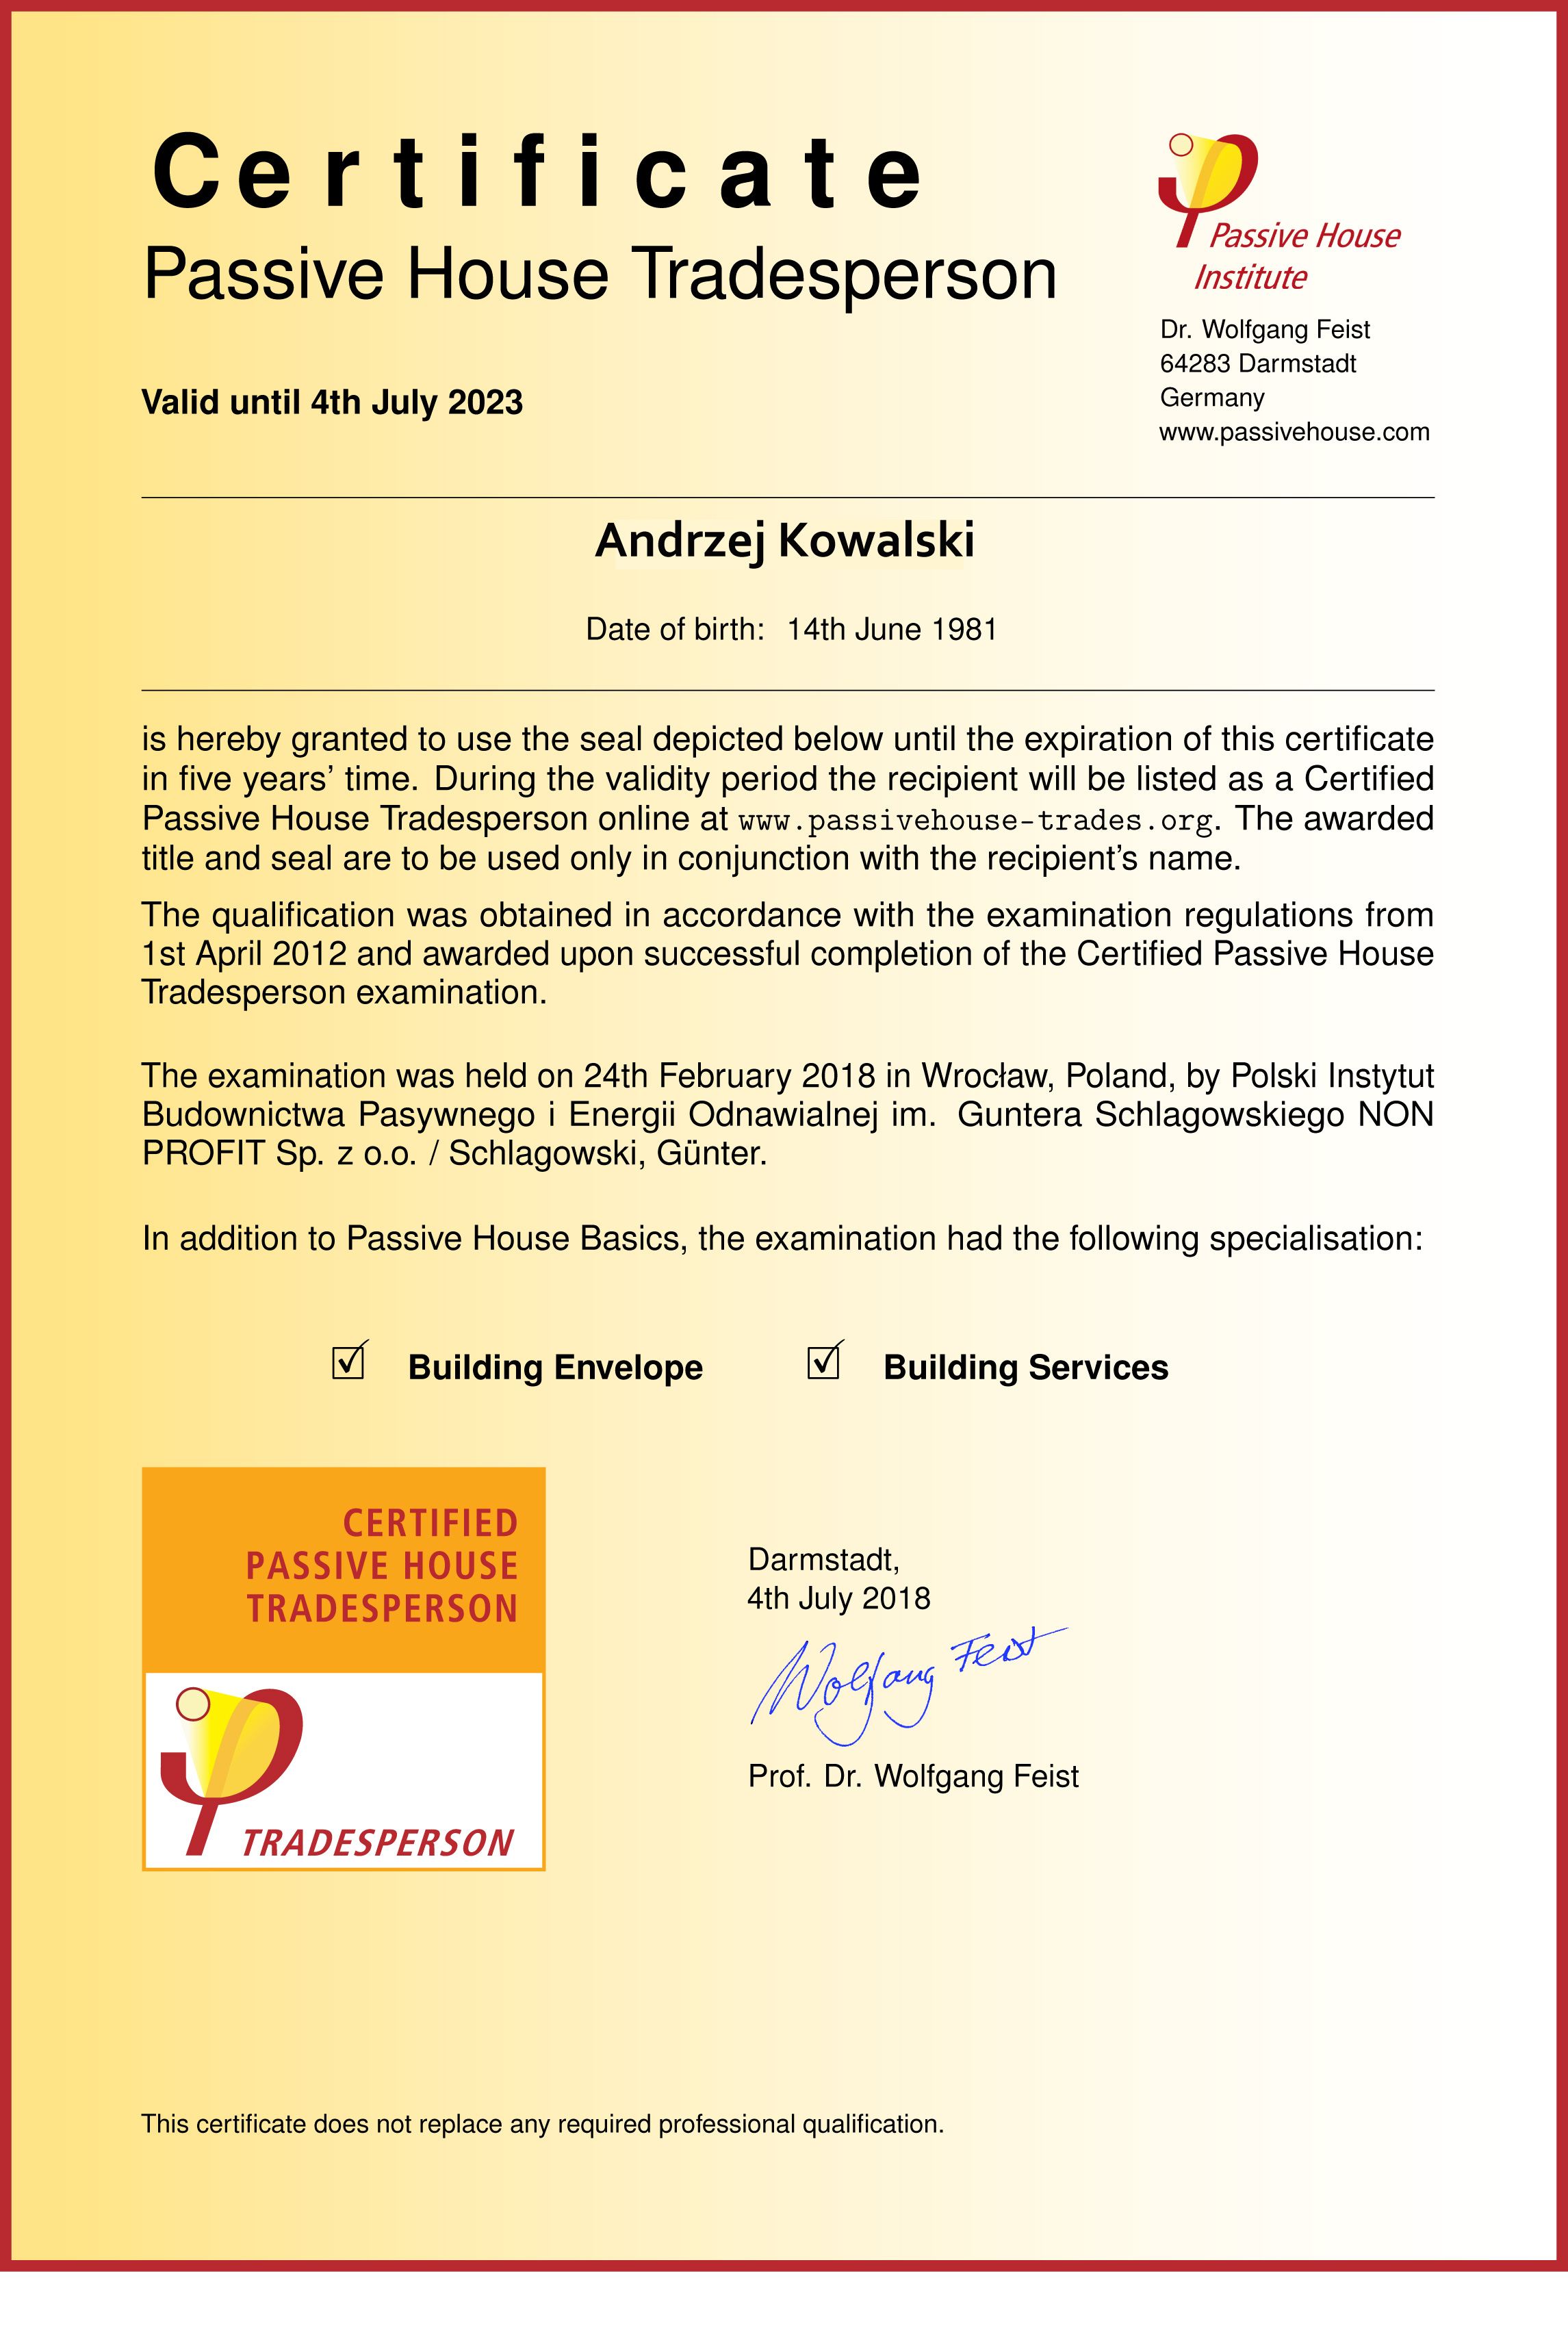 Certificate
Passive House Tradesperson
Valid until 4th July 2023
Passive House
Institute
Dr. Wolfgang Feist
64283 Darmstadt
Germany
www.passivehouse.com
Andrzej Kowalski
Date of birth: 14th June 1981
is hereby granted to use the seal depicted below until the expiration of this certificate
in five years’ time. During the validity period the recipient will be listed as a Certified
Passive House Tradesperson online at www.passivehouse-trades.org. The awarded
title and seal are to be used only in conjunction with the recipient’s name.
The qualification was obtained in accordance with the examination regulations from
1st April 2012 and awarded upon successful completion of the Certified Passive House
Tradesperson examination.
The examination was held on 24th February 2018 in Wrocław, Poland, by Polski Instytut
Budownictwa Pasywnego i Energii Odnawialnej im. Guntera Schlagowskiego NON
PROFIT Sp. z o.o. / Schlagowski, Günter.
In addition to Passive House Basics, the examination had the following specialisation:
☑ Building Envelope ☑ Building Services
CERTIFIED
PASSIVE HOUSE
TRADESPERSON
TRADESPERSON
Darmstadt,
4th July 2018
Wolfgang Feist
Prof. Dr. Wolfgang Feist
This certificate does not replace any required professional qualification.